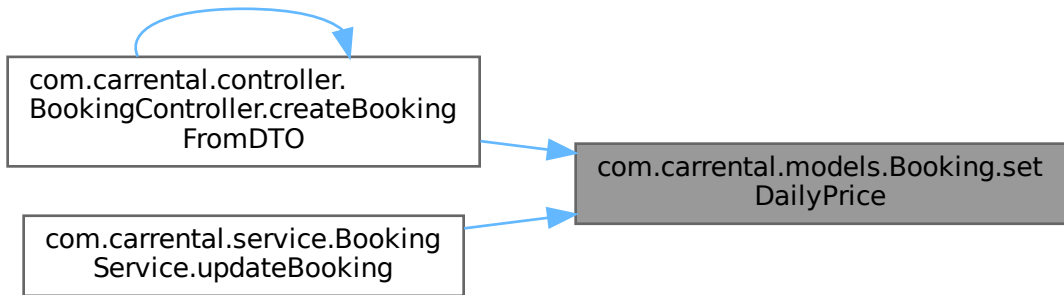 com.carrental.controller.
BookingController.createBooking
FromDTO
com.carrental.models.Booking.set
DailyPrice
com.carrental.service.Booking
Service.updateBooking